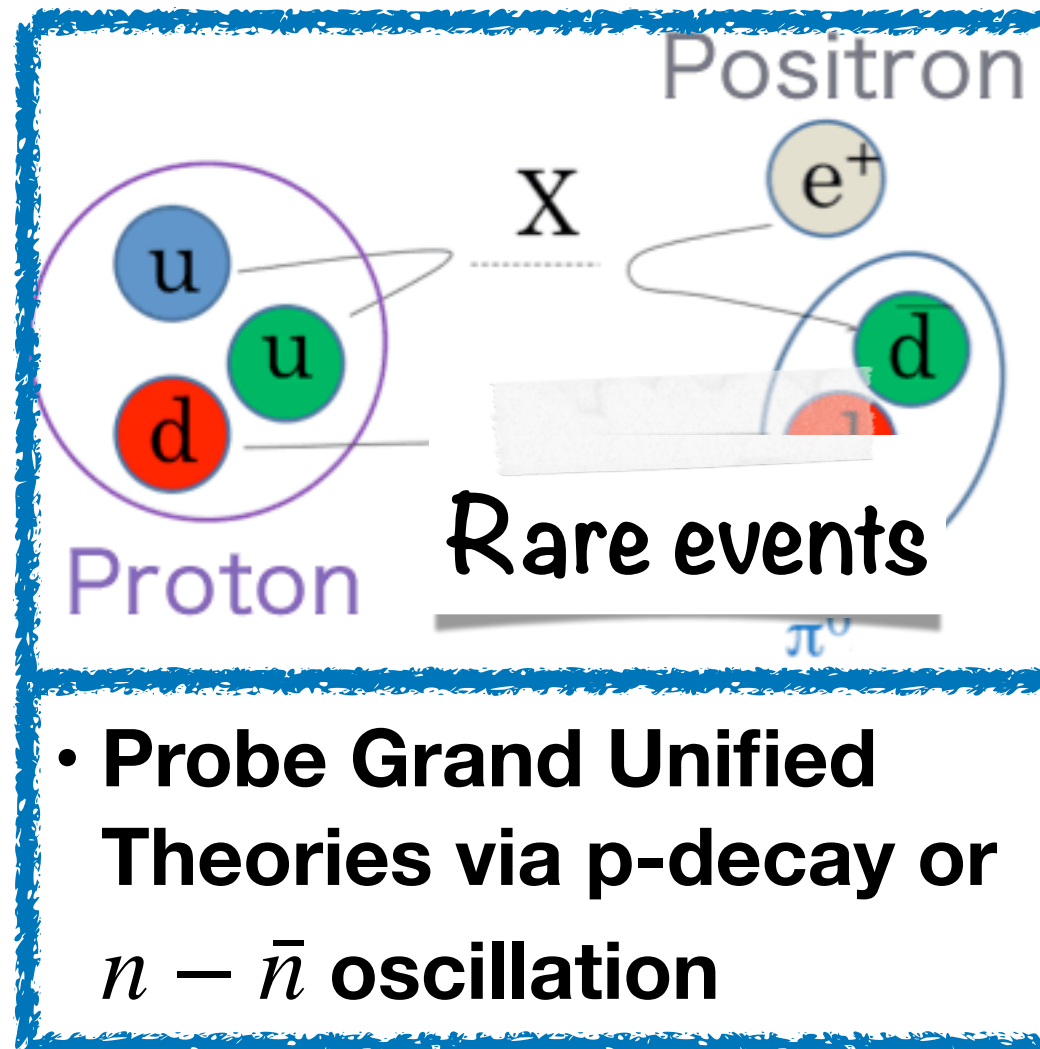 Positron
X
e⁺
u
u
d̄
d
Rare events
Proton
π⁰
• Probe Grand Unified
Theories via p-decay or
n − n̄ oscillation